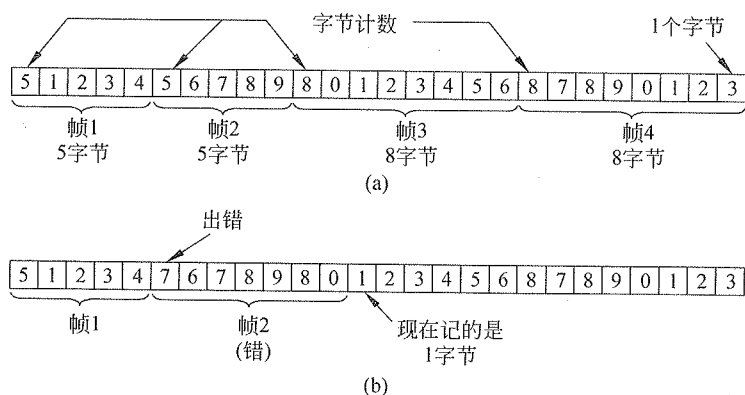 字节计数
1个字节
5 1 2 3 4 5 6 7 8 9 8 0 1 2 3 4 5 6 8 7 8 9 0 1 2 3
帧1 帧2 帧3 帧4
5字节 5字节 8字节 8字节
(a)
出错
5 1 2 3 4 7 6 7 8 9 8 0 1 2 3 4 5 6 8 7 8 9 0 1 2 3
帧1 帧2 现在记的是
(错) 1字节
(b)